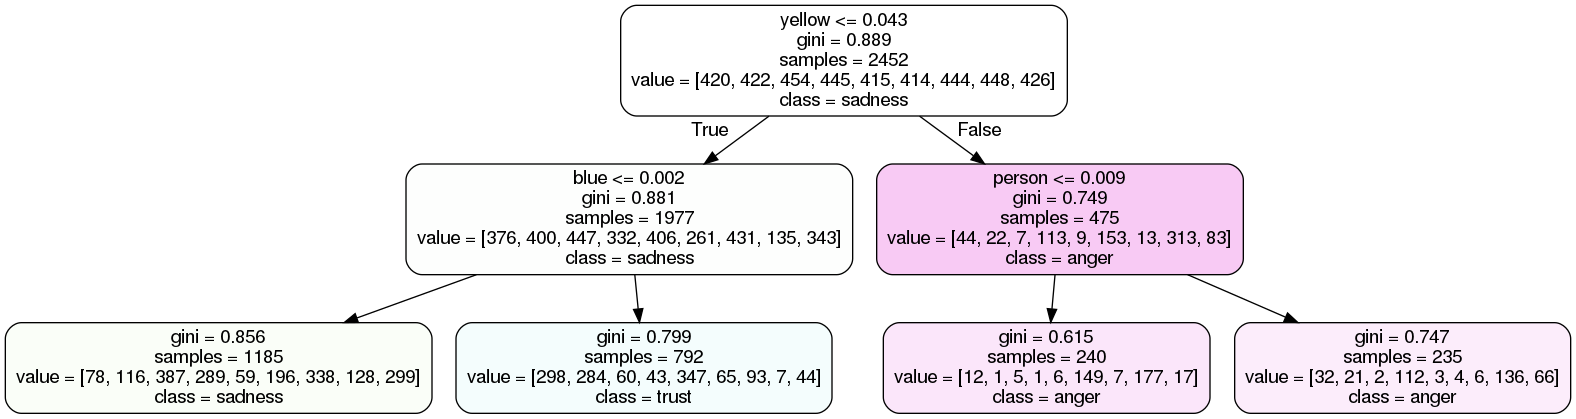 yellow <= 0.043
gini = 0.889
samples = 2452
value = [420, 422, 454, 445, 415, 414, 444, 448, 426]
class = sadness
True
False
blue <= 0.002
gini = 0.881
samples = 1977
value = [376, 400, 447, 332, 406, 261, 431, 135, 343]
class = sadness
person <= 0.009
gini = 0.749
samples = 475
value = [44, 22, 7, 113, 9, 153, 13, 313, 83]
class = anger
gini = 0.856
samples = 1185
value = [78, 116, 387, 289, 59, 196, 338, 128, 299]
class = sadness
gini = 0.799
samples = 792
value = [298, 284, 60, 43, 347, 65, 93, 7, 44]
class = trust
gini = 0.615
samples = 240
value = [12, 1, 5, 1, 6, 149, 7, 177, 17]
class = anger
gini = 0.747
samples = 235
value = [32, 21, 2, 112, 3, 4, 6, 136, 66]
class = anger